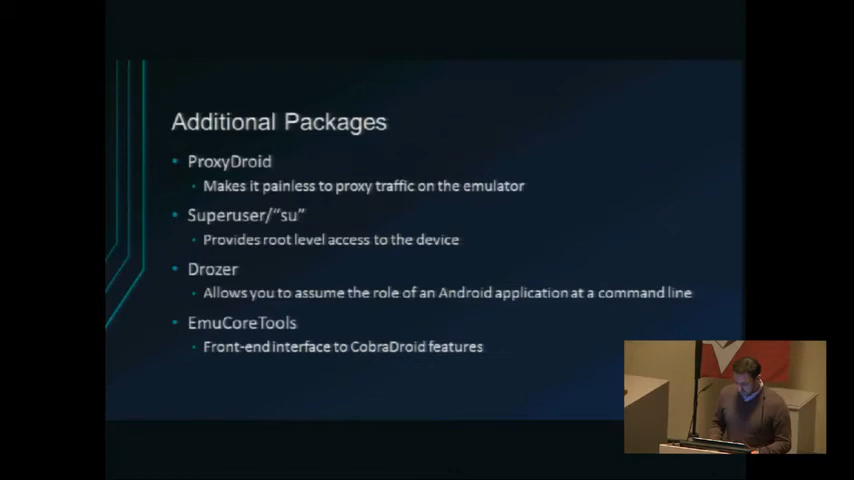 Additional Packages
• ProxyDroid
• Makes it painless to proxy traffic on the emulator
• Superuser/“su”
• Provides root level access to the device
• Drozer
• Allows you to assume the role of an Android application at a command line
• EmuCoreTools
• Front-end interface to CobraDroid features